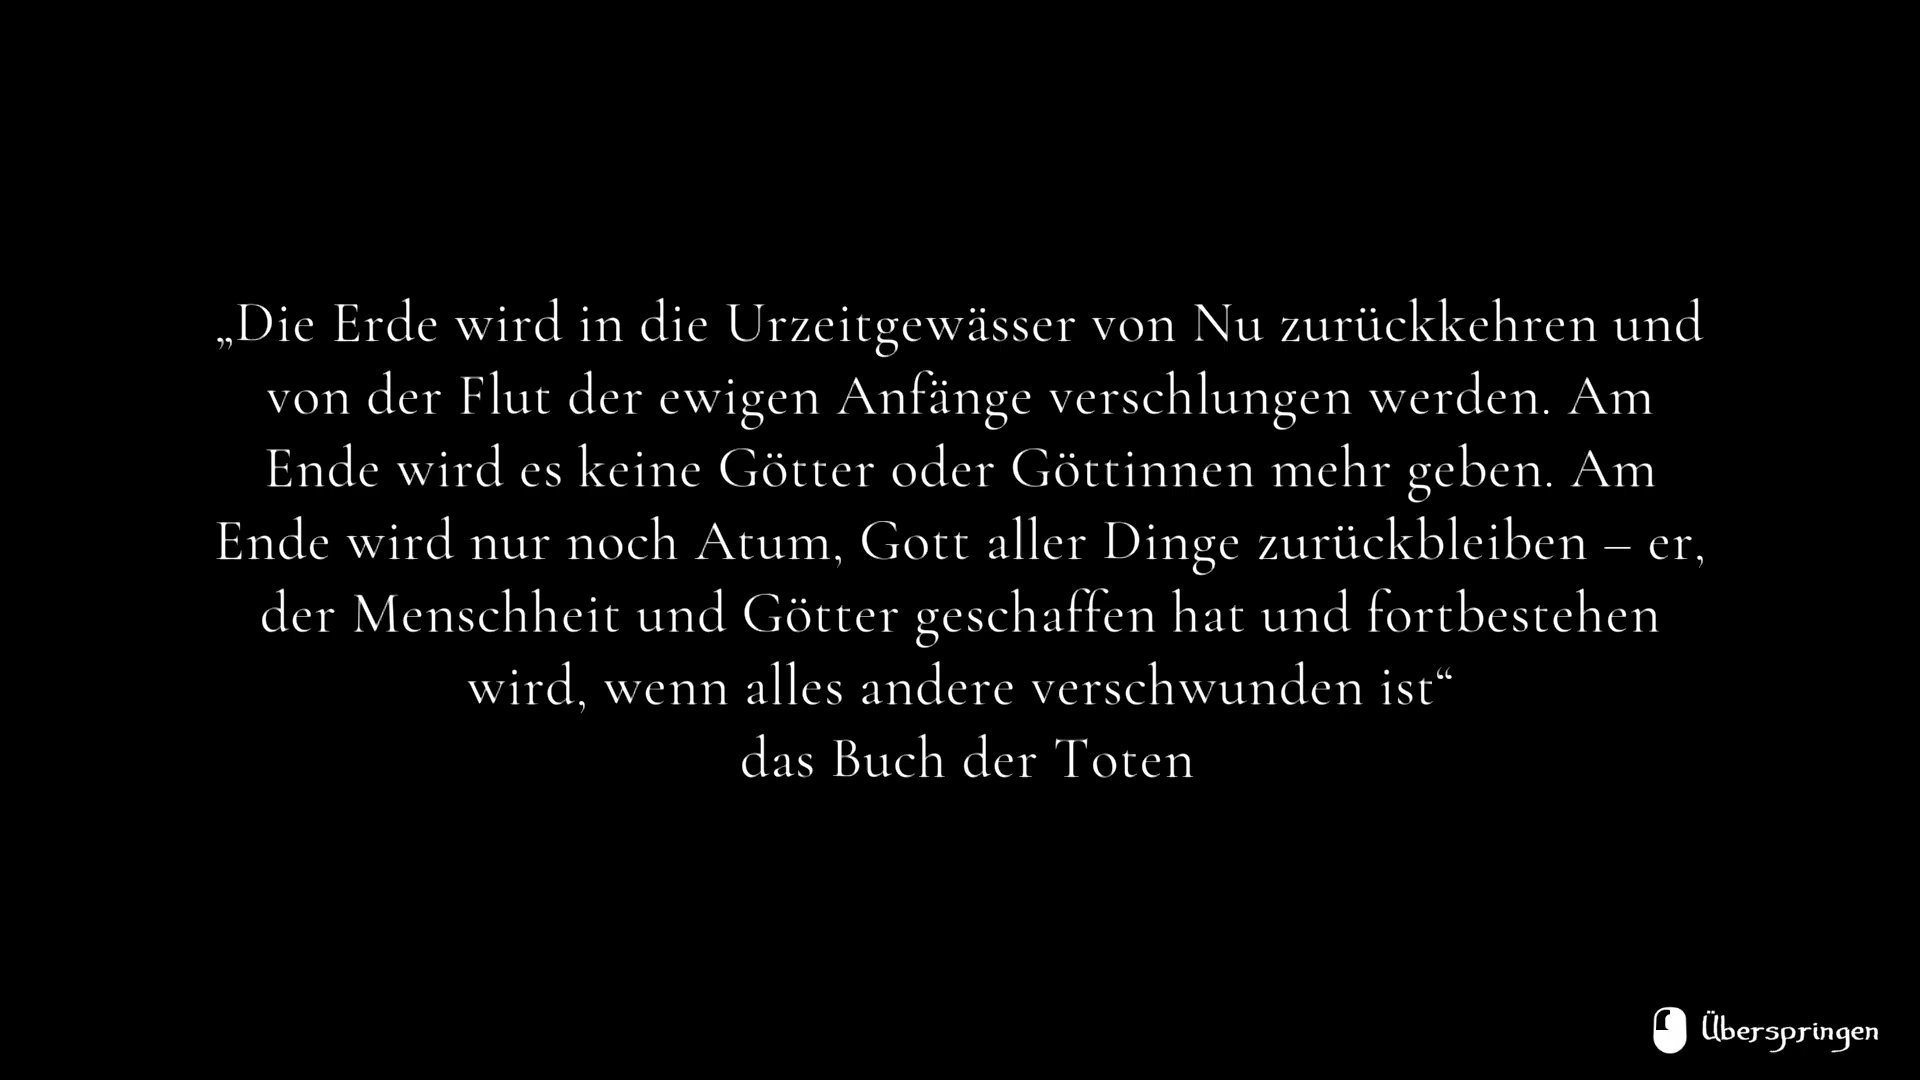 „Die Erde wird in die Urzeitgewässer von Nu zurückkehren und
von der Flut der ewigen Anfänge verschlungen werden. Am
Ende wird es keine Götter oder Göttinnen mehr geben. Am
Ende wird nur noch Atum, Gott aller Dinge zurückbleiben – er,
der Menschheit und Götter geschaffen hat und fortbestehen
wird, wenn alles andere verschwunden ist“
das Buch der Toten
Überspringen